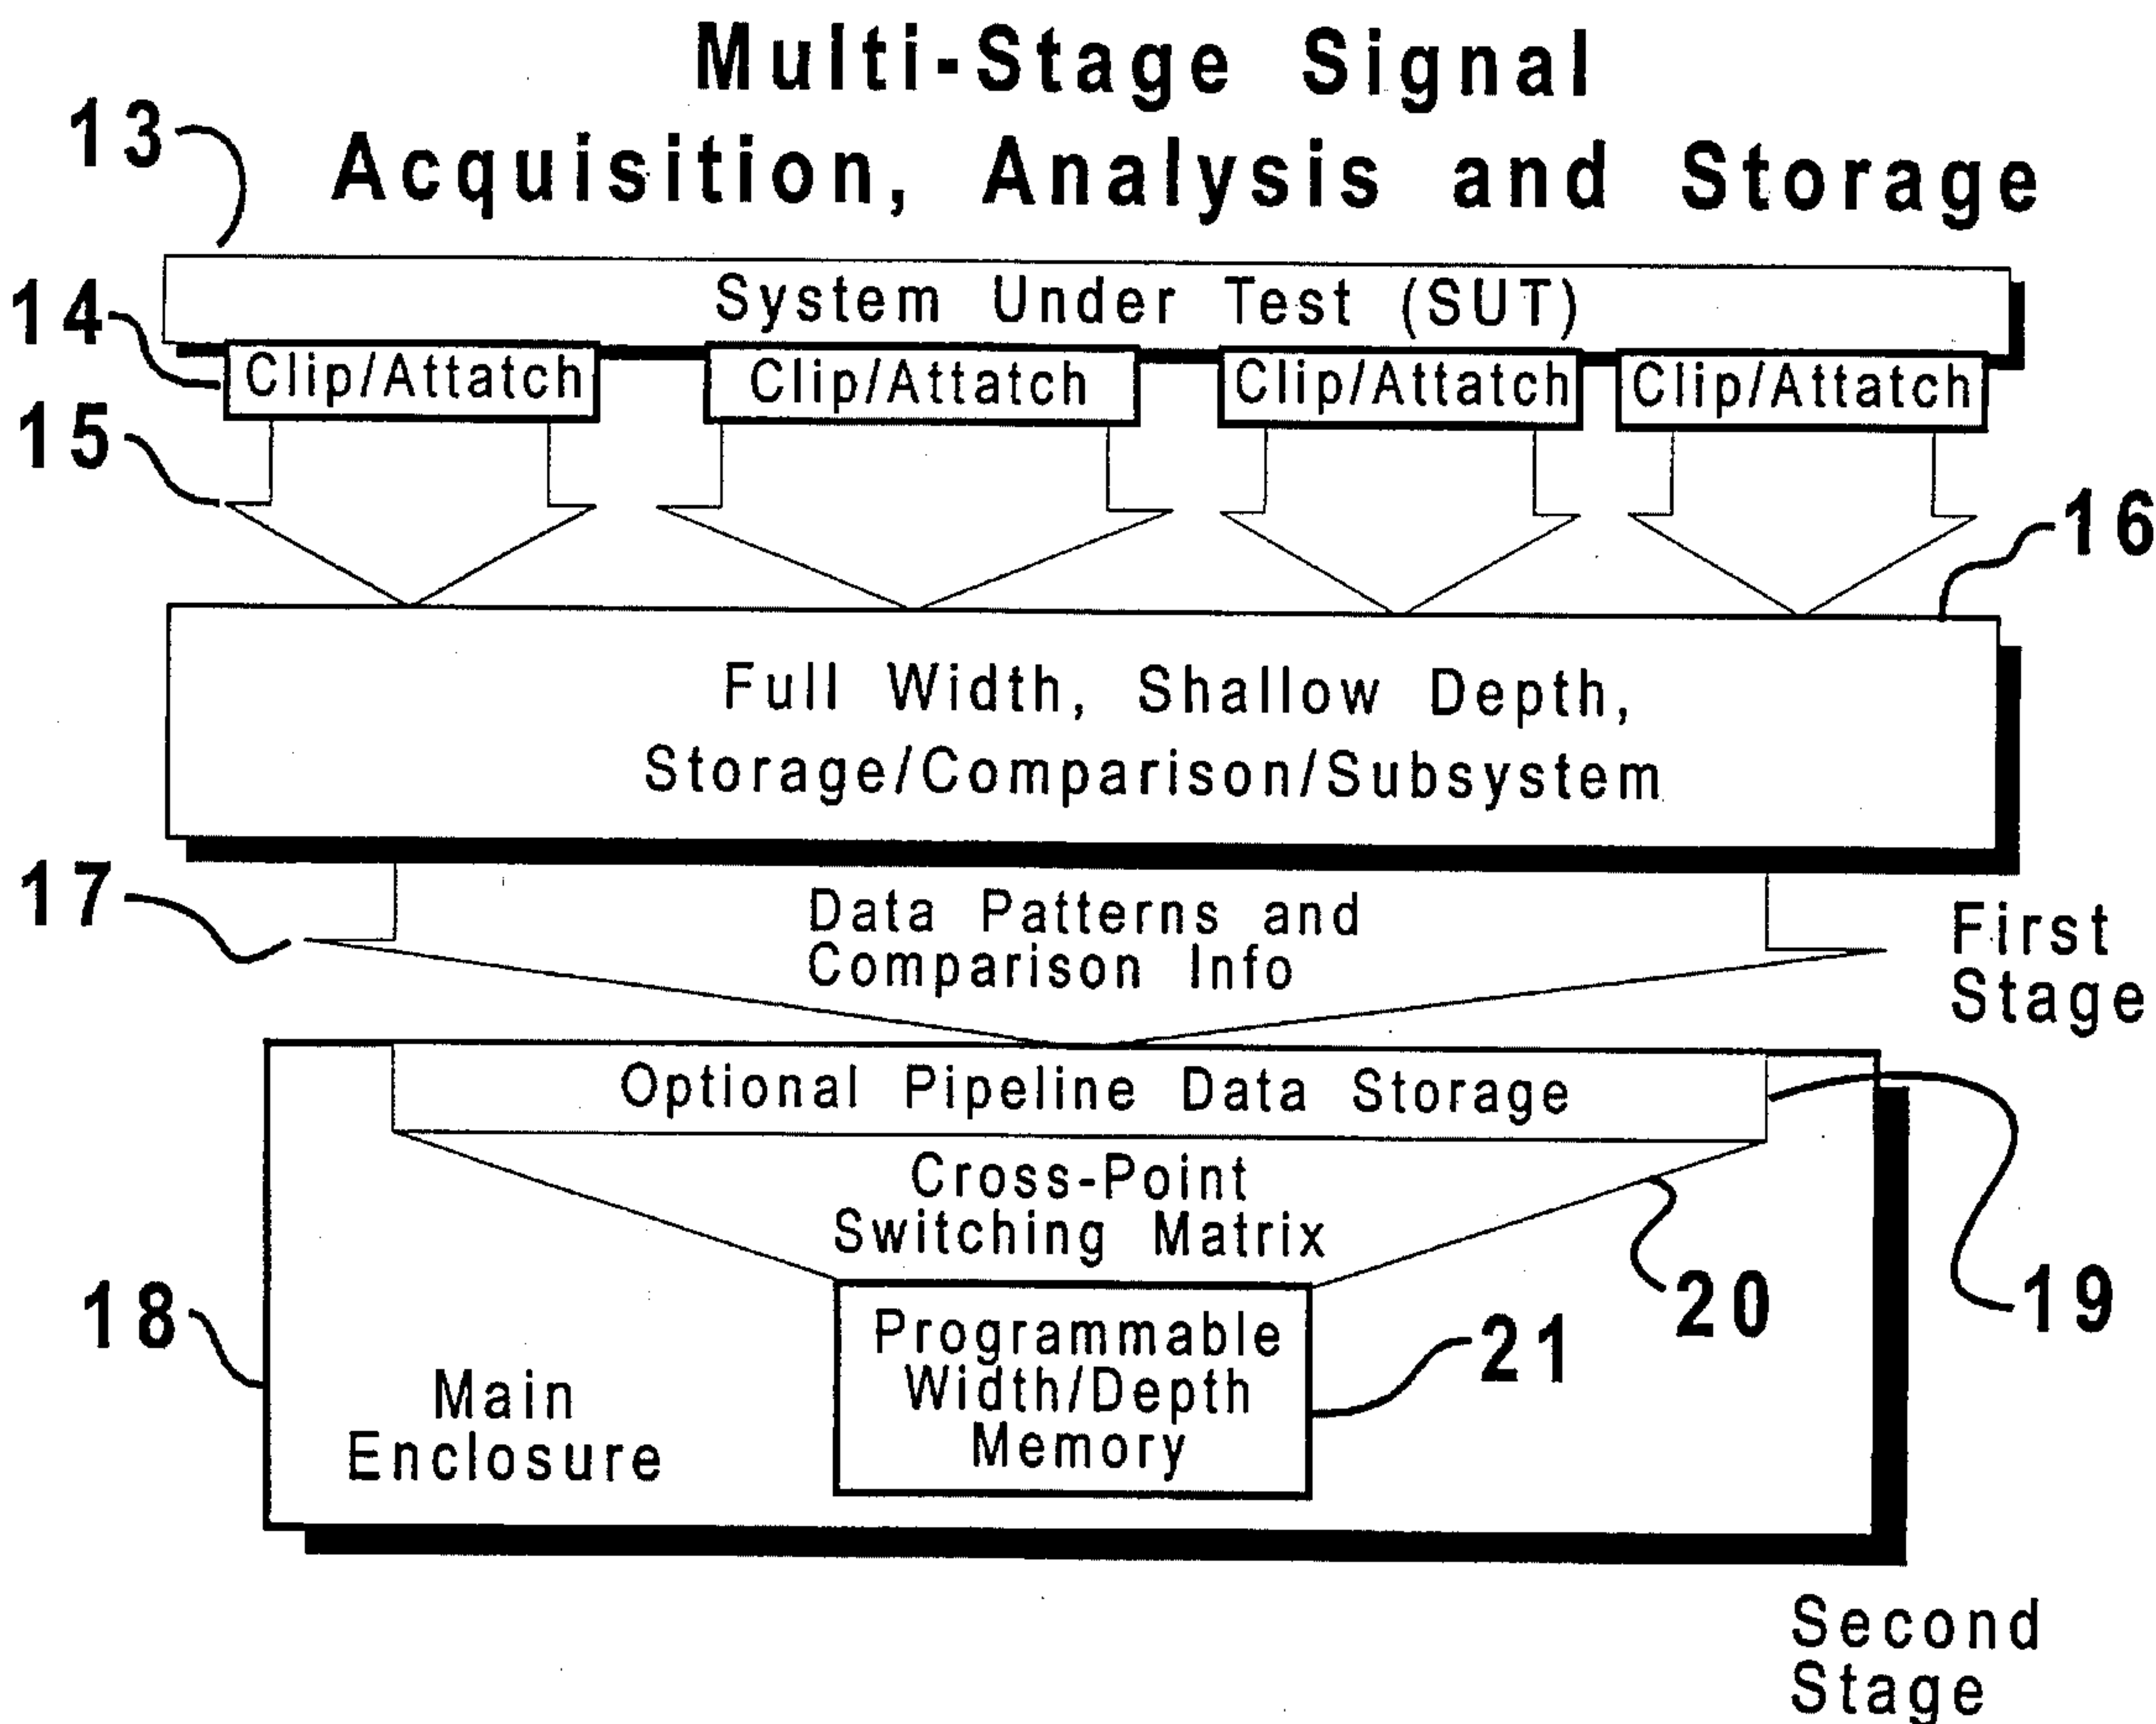 Multi-Stage Signal
Acquisition, Analysis and Storage
13
System Under Test (SUT)
14
Clip/Attatch
Clip/Attatch
Clip/Attatch
Clip/Attatch
15
16
Full Width, Shallow Depth,
Storage/Comparison/Subsystem
17
Data Patterns and
Comparison Info
First
Stage
Optional Pipeline Data Storage
Cross-Point
Switching Matrix
18
20
19
Programmable
Width/Depth
Memory
21
Main
Enclosure
Second
Stage